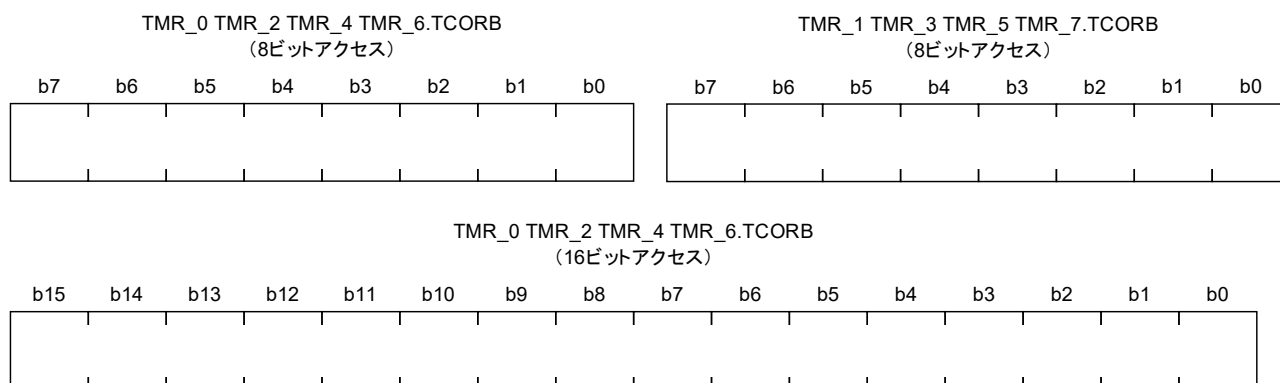 TMR_0 TMR_2 TMR_4 TMR_6.TCORB
（8ビットアクセス）
b7 b6 b5 b4 b3 b2 b1 b0
TMR_1 TMR_3 TMR_5 TMR_7.TCORB
（8ビットアクセス）
b7 b6 b5 b4 b3 b2 b1 b0
TMR_0 TMR_2 TMR_4 TMR_6.TCORB
（16ビットアクセス）
b15 b14 b13 b12 b11 b10 b9 b8 b7 b6 b5 b4 b3 b2 b1 b0